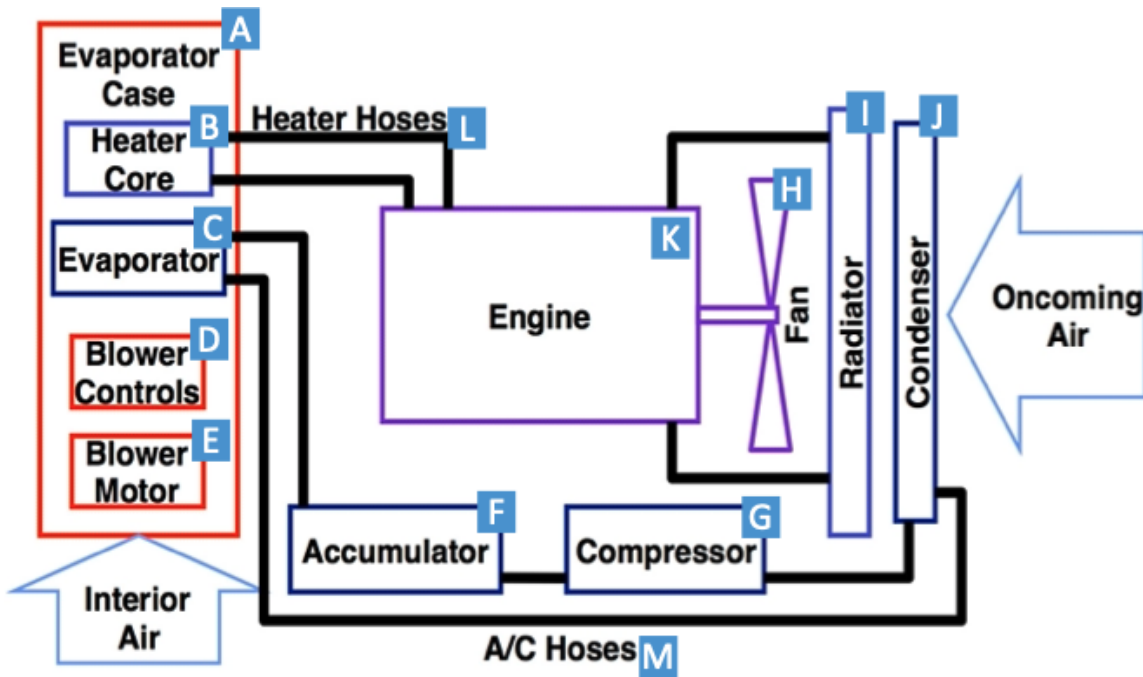 A
Evaporator
Case
B
Heater
Core
Heater Hoses L
C
Evaporator
D
Blower
Controls
E
Blower
Motor
Interior
Air
K
Engine
H
Fan
I
Radiator
J
Condenser
Oncoming
Air
F
Accumulator
G
Compressor
A/C Hoses M